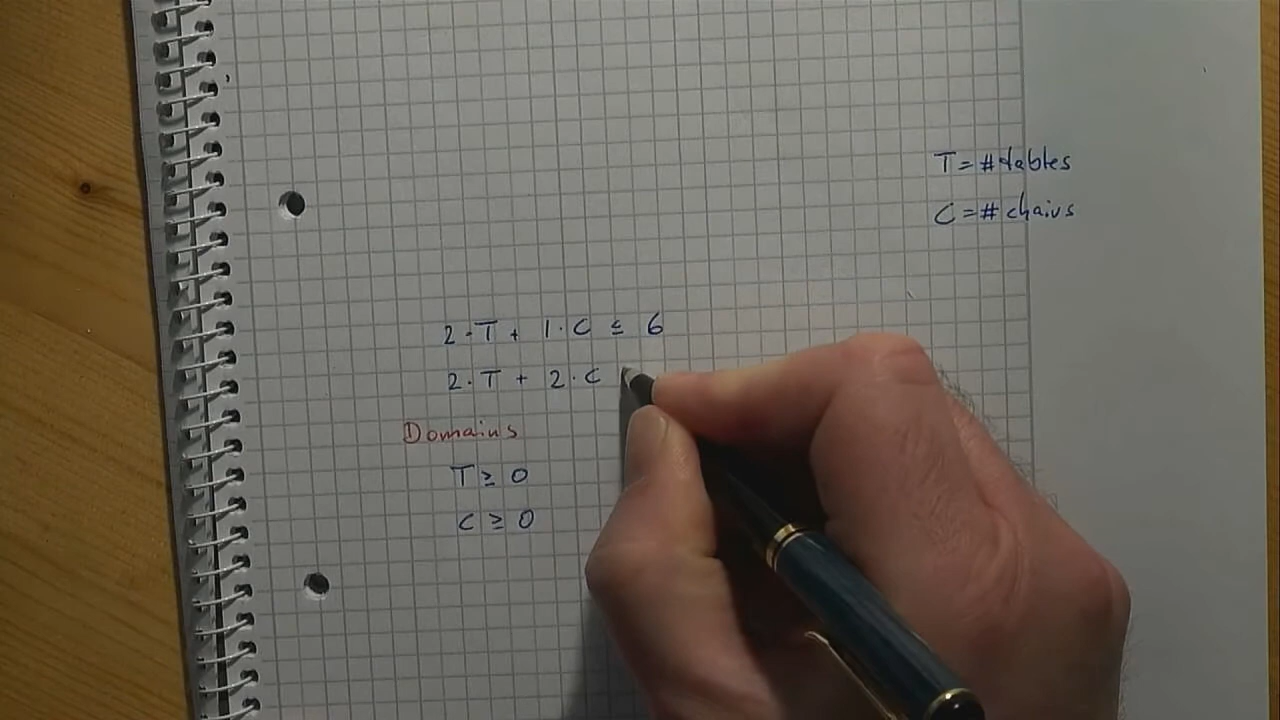 T = # tables
C = # chairs
2 · T + 1 · C ≤ 6
2 · T + 2 · C
Domains
T ≥ 0
C ≥ 0